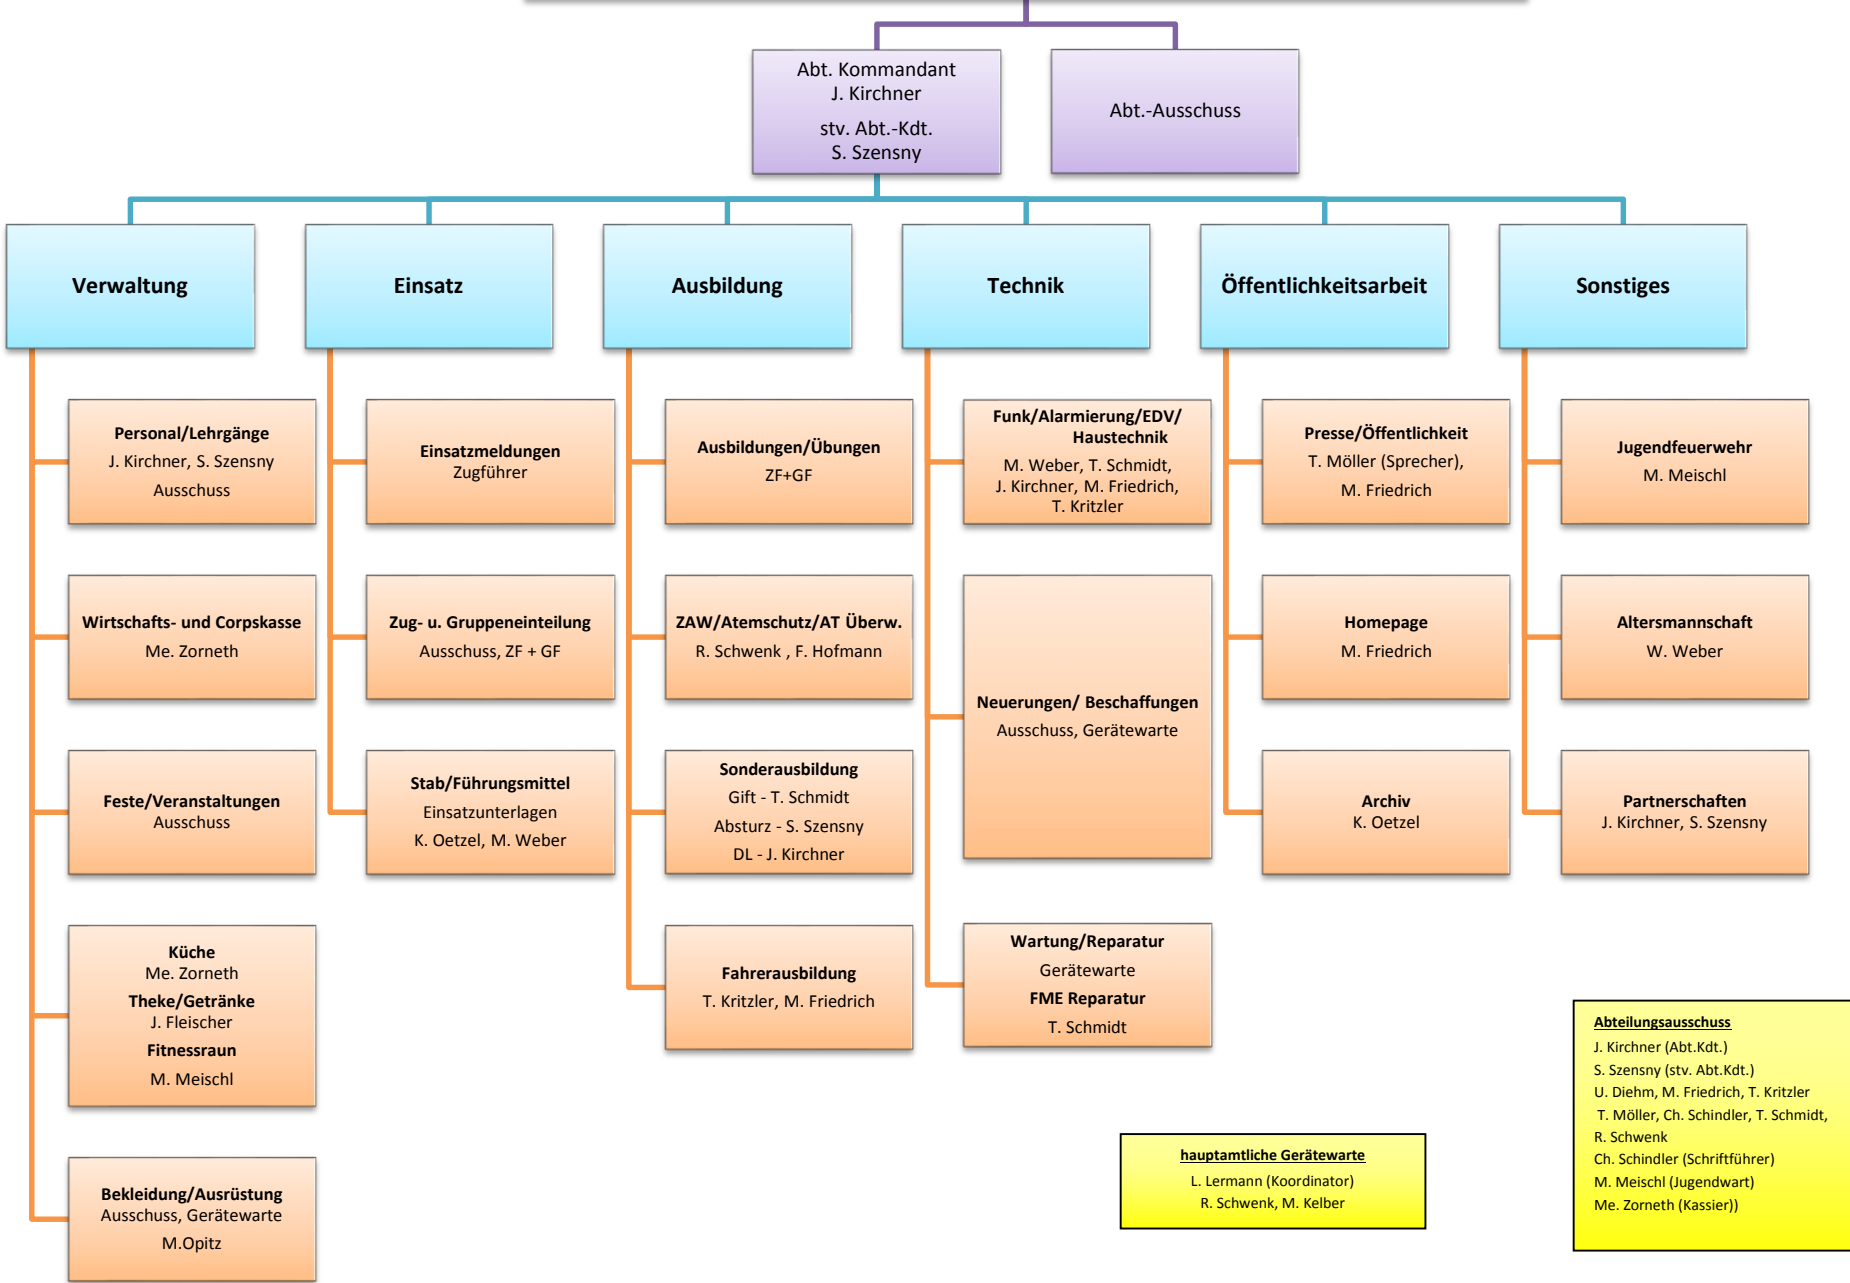 Abt. Kommandant
J. Kirchner
stv. Abt.-Kdt.
S. Szensny
Abt.-Ausschuss
Verwaltung
Einsatz
Ausbildung
Technik
Öffentlichkeitsarbeit
Sonstiges
Personal/Lehrgänge
J. Kirchner, S. Szensny
Ausschuss
Wirtschafts- und Corpskasse
Me. Zorneth
Feste/Veranstaltungen
Ausschuss
Küche
Me. Zorneth
Theke/Getränke
J. Fleischer
Fitnessraum
M. Meischl
Bekleidung/Ausrüstung
Ausschuss, Gerätewarte
M.Opitz
Einsatzmeldungen
Zugführer
Zug- u. Gruppeneinteilung
Ausschuss, ZF + GF
Stab/Führungsmittel
Einsatzunterlagen
K. Oetzel, M. Weber
Ausbildungen/Übungen
ZF+GF
ZAW/Atemschutz/AT Überw.
R. Schwenk , F. Hofmann
Sonderausbildung
Gift - T. Schmidt
Absturz - S. Szensny
DL - J. Kirchner
Fahrerausbildung
T. Kritzler, M. Friedrich
Funk/Alarmierung/EDV/
Haustechnik
M. Weber, T. Schmidt,
J. Kirchner, M. Friedrich,
T. Kritzler
Neuerungen/ Beschaffungen
Ausschuss, Gerätewarte
Wartung/Reparatur
Gerätewarte
FME Reparatur
T. Schmidt
Presse/Öffentlichkeit
T. Möller (Sprecher),
M. Friedrich
Homepage
M. Friedrich
Archiv
K. Oetzel
Jugendfeuerwehr
M. Meischl
Altersmannschaft
W. Weber
Partnerschaften
J. Kirchner, S. Szensny
hauptamtliche Gerätewarte
L. Lermann (Koordinator)
R. Schwenk, M. Kelber
Abteilungsausschuss
J. Kirchner (Abt.Kdt.)
S. Szensny (stv. Abt.Kdt.)
U. Diehm, M. Friedrich, T. Kritzler
T. Möller, Ch. Schindler, T. Schmidt,
R. Schwenk
Ch. Schindler (Schriftführer)
M. Meischl (Jugendwart)
Me. Zorneth (Kassier))